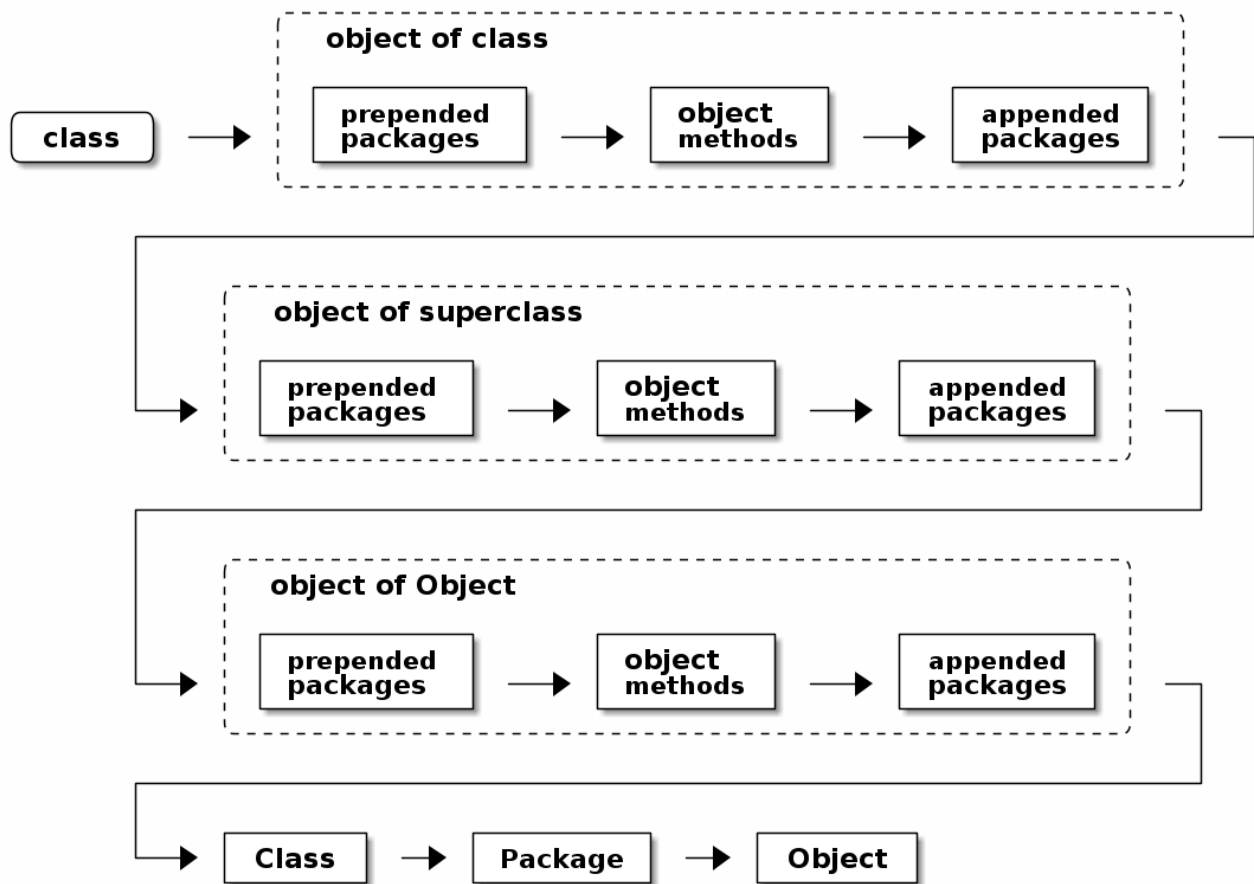 object of class
class
prepended
packages
object
methods
appended
packages
object of superclass
prepended
packages
object
methods
appended
packages
object of Object
prepended
packages
object
methods
appended
packages
Class
Package
Object